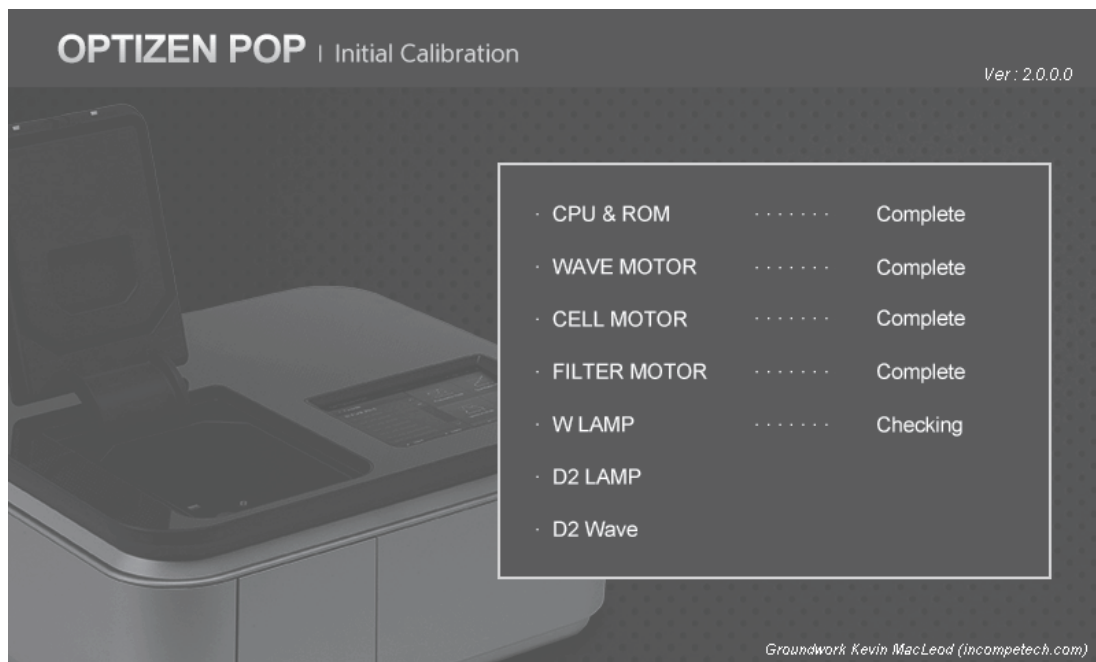 OPTIZEN POP | Initial Calibration
Ver : 2.0.0.0
· CPU & ROM ······· Complete
· WAVE MOTOR ······· Complete
· CELL MOTOR ······· Complete
· FILTER MOTOR ······· Complete
· W LAMP ······· Checking
· D2 LAMP
· D2 Wave
Groundwork Kevin MacLeod (incompetech.com)